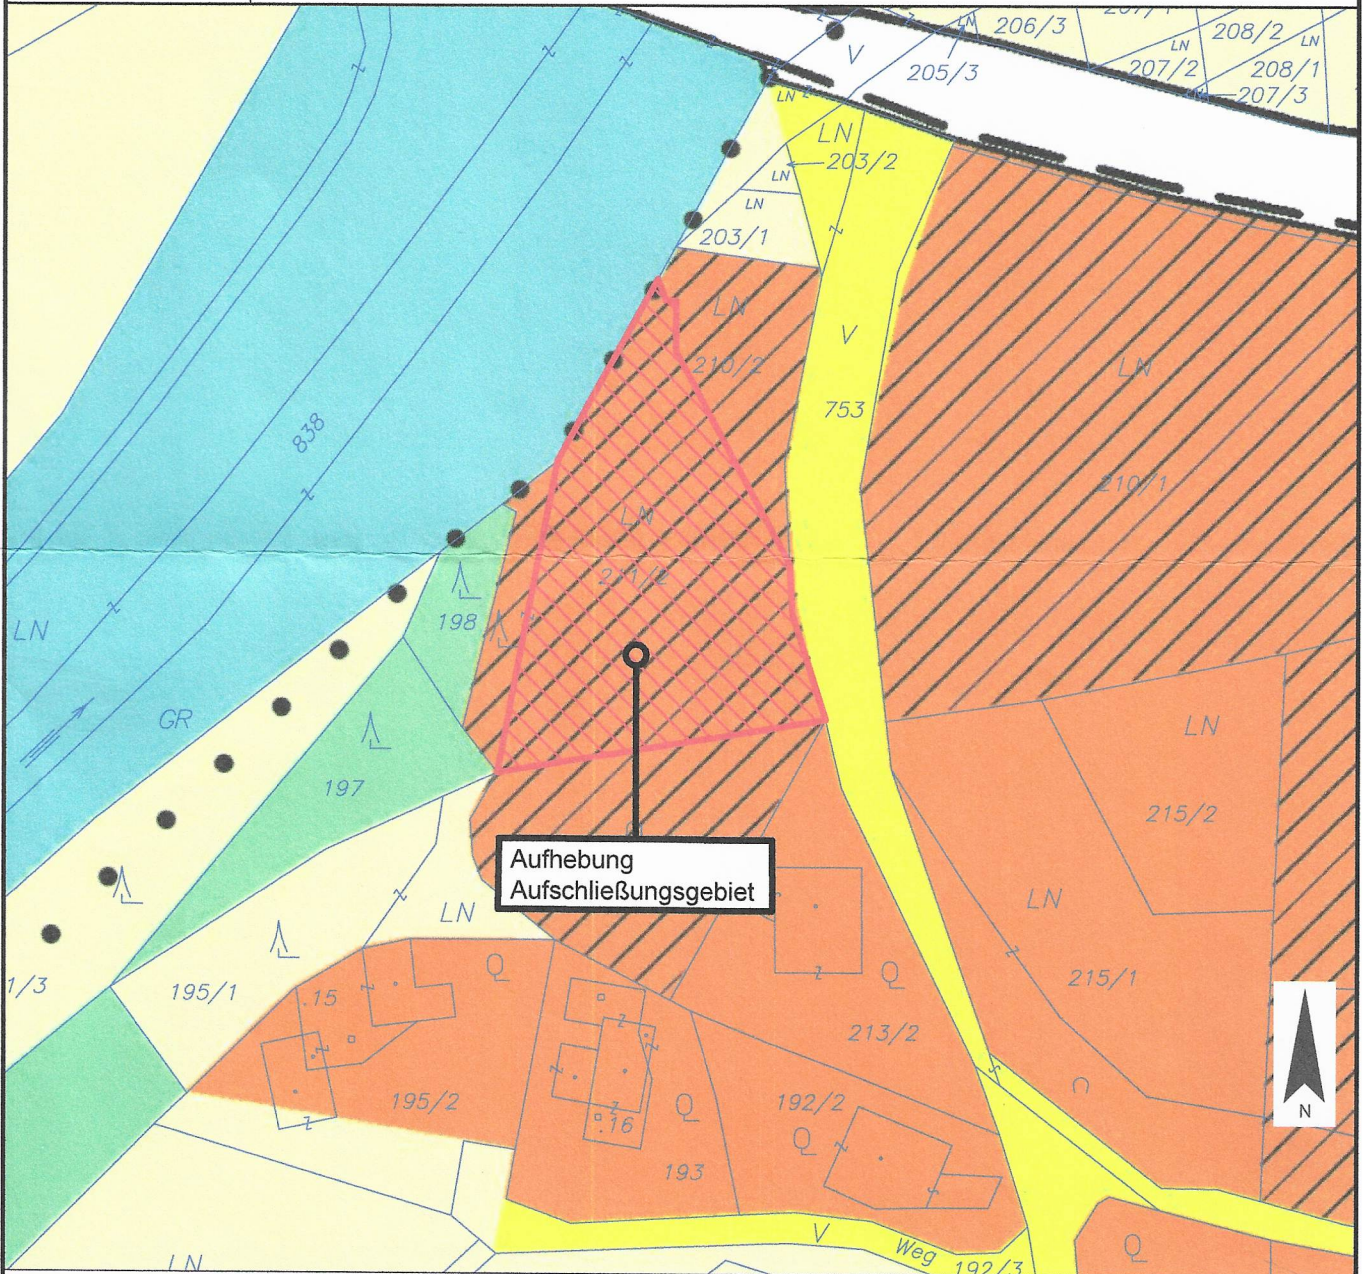 206/3
208/2
LN
LN
LN
V
205/3
207/2
208/1
207/3
LN
LN
203/2
LN
LN
203/1
LN
V
210/2
LN
753
838
210/1
LN
211/2
198
LN
GR
LN
197
215/2
Aufhebung
Aufschließungsgebiet
LN
LN
Q
Q
1/3
195/1
.15
215/1
213/2
195/2
192/2
N
Q
.16
Q
193
V
Weg
Q
LN
192/3